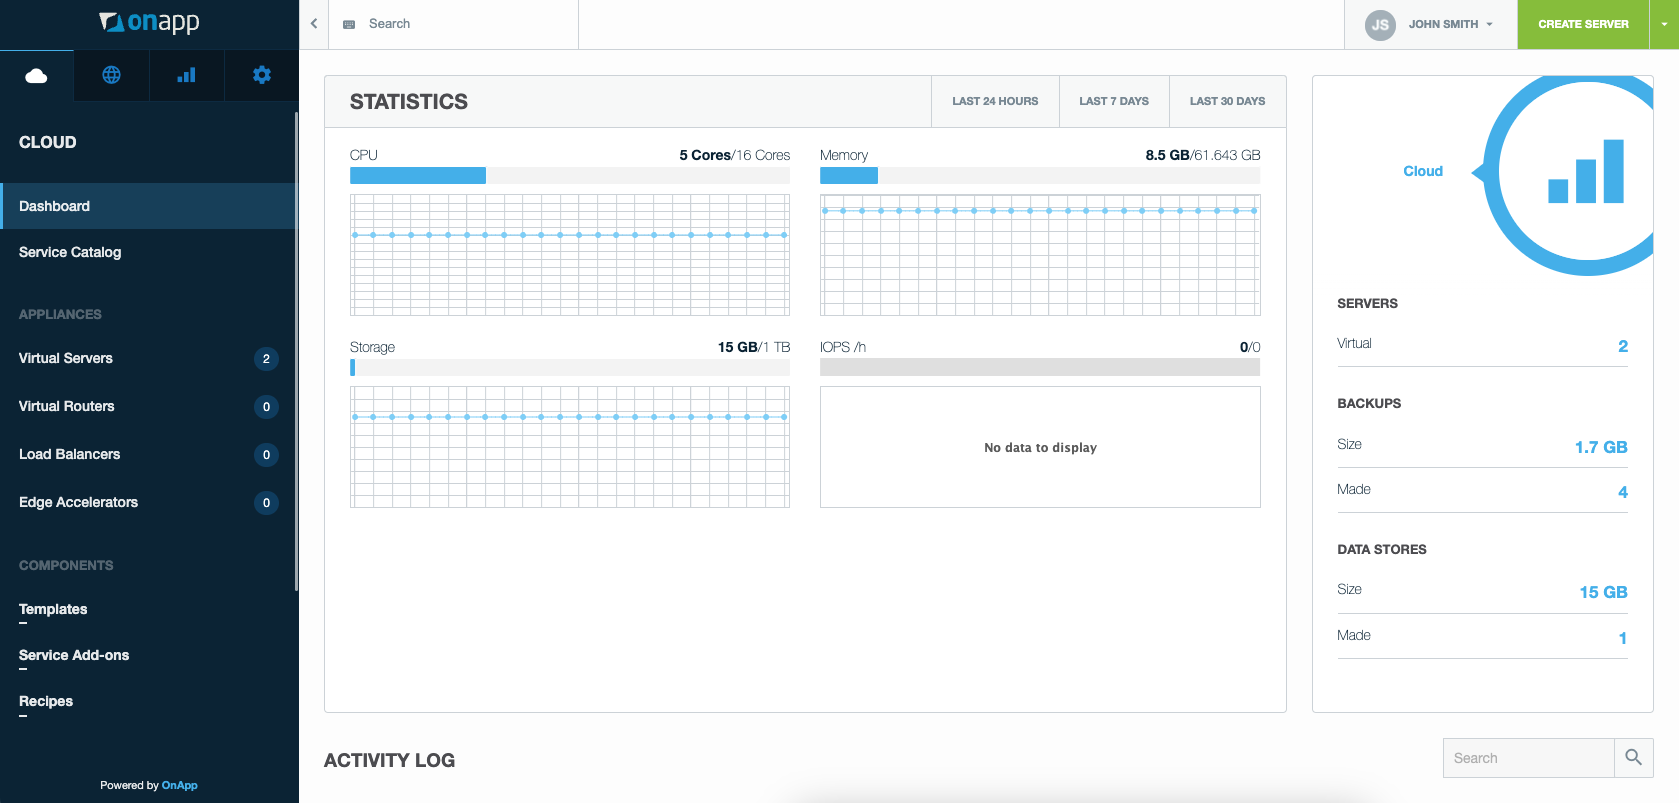 onapp
Search
JS
JOHN SMITH
CREATE SERVER
CLOUD
Dashboard
Service Catalog
APPLIANCES
Virtual Servers 2
Virtual Routers 0
Load Balancers 0
Edge Accelerators 0
COMPONENTS
Templates
Service Add-ons
Recipes
Powered by OnApp
STATISTICS
LAST 24 HOURS
LAST 7 DAYS
LAST 30 DAYS
CPU 5 Cores/16 Cores
Memory 8.5 GB/61.643 GB
Storage 15 GB/1 TB
IOPS /h 0/0
No data to display
Cloud
SERVERS
Virtual 2
BACKUPS
Size 1.7 GB
Made 4
DATA STORES
Size 15 GB
Made 1
ACTIVITY LOG
Search